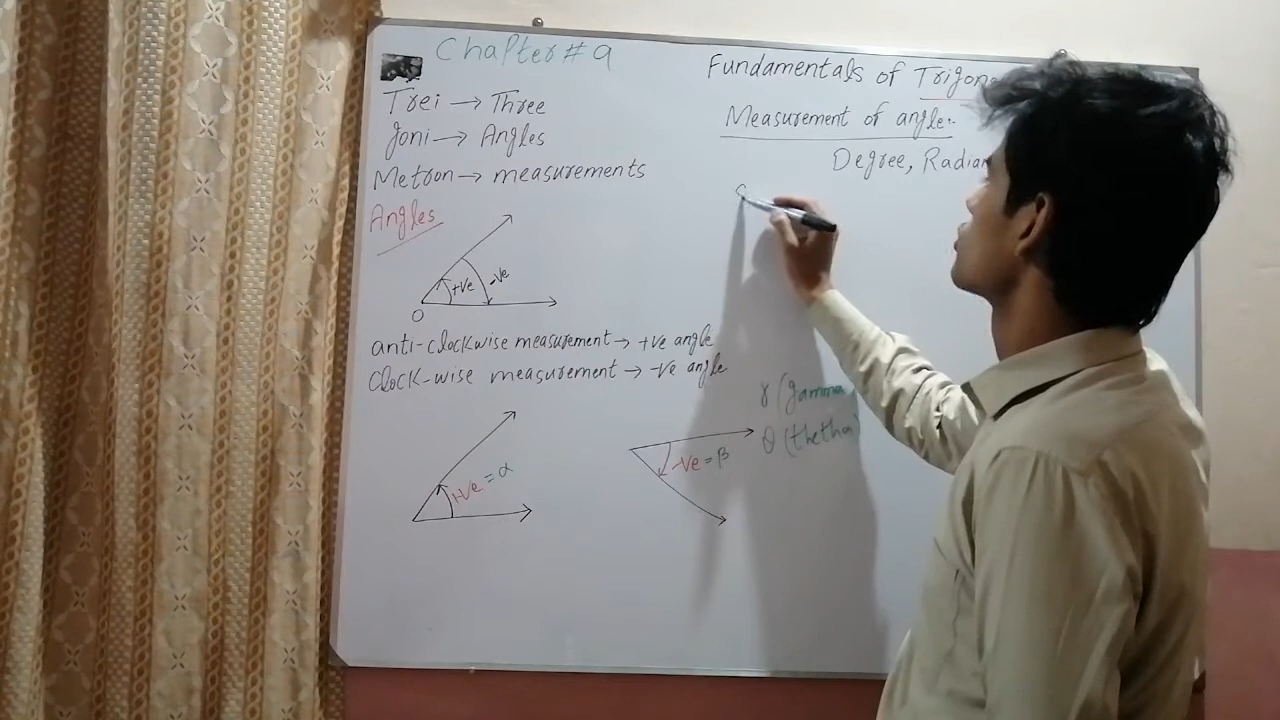 Chapter # 9
Trei → Three
Goni → Angles
Metron → measurements
Angles
+ve
-ve
O
anti-clockwise measurement → +ve angle
Clock-wise measurement → -ve angle
+ve = α
-ve = β
Fundamentals of Trigono
Measurement of angle:-
Degree, Radian
γ (gamma
θ (thetha)